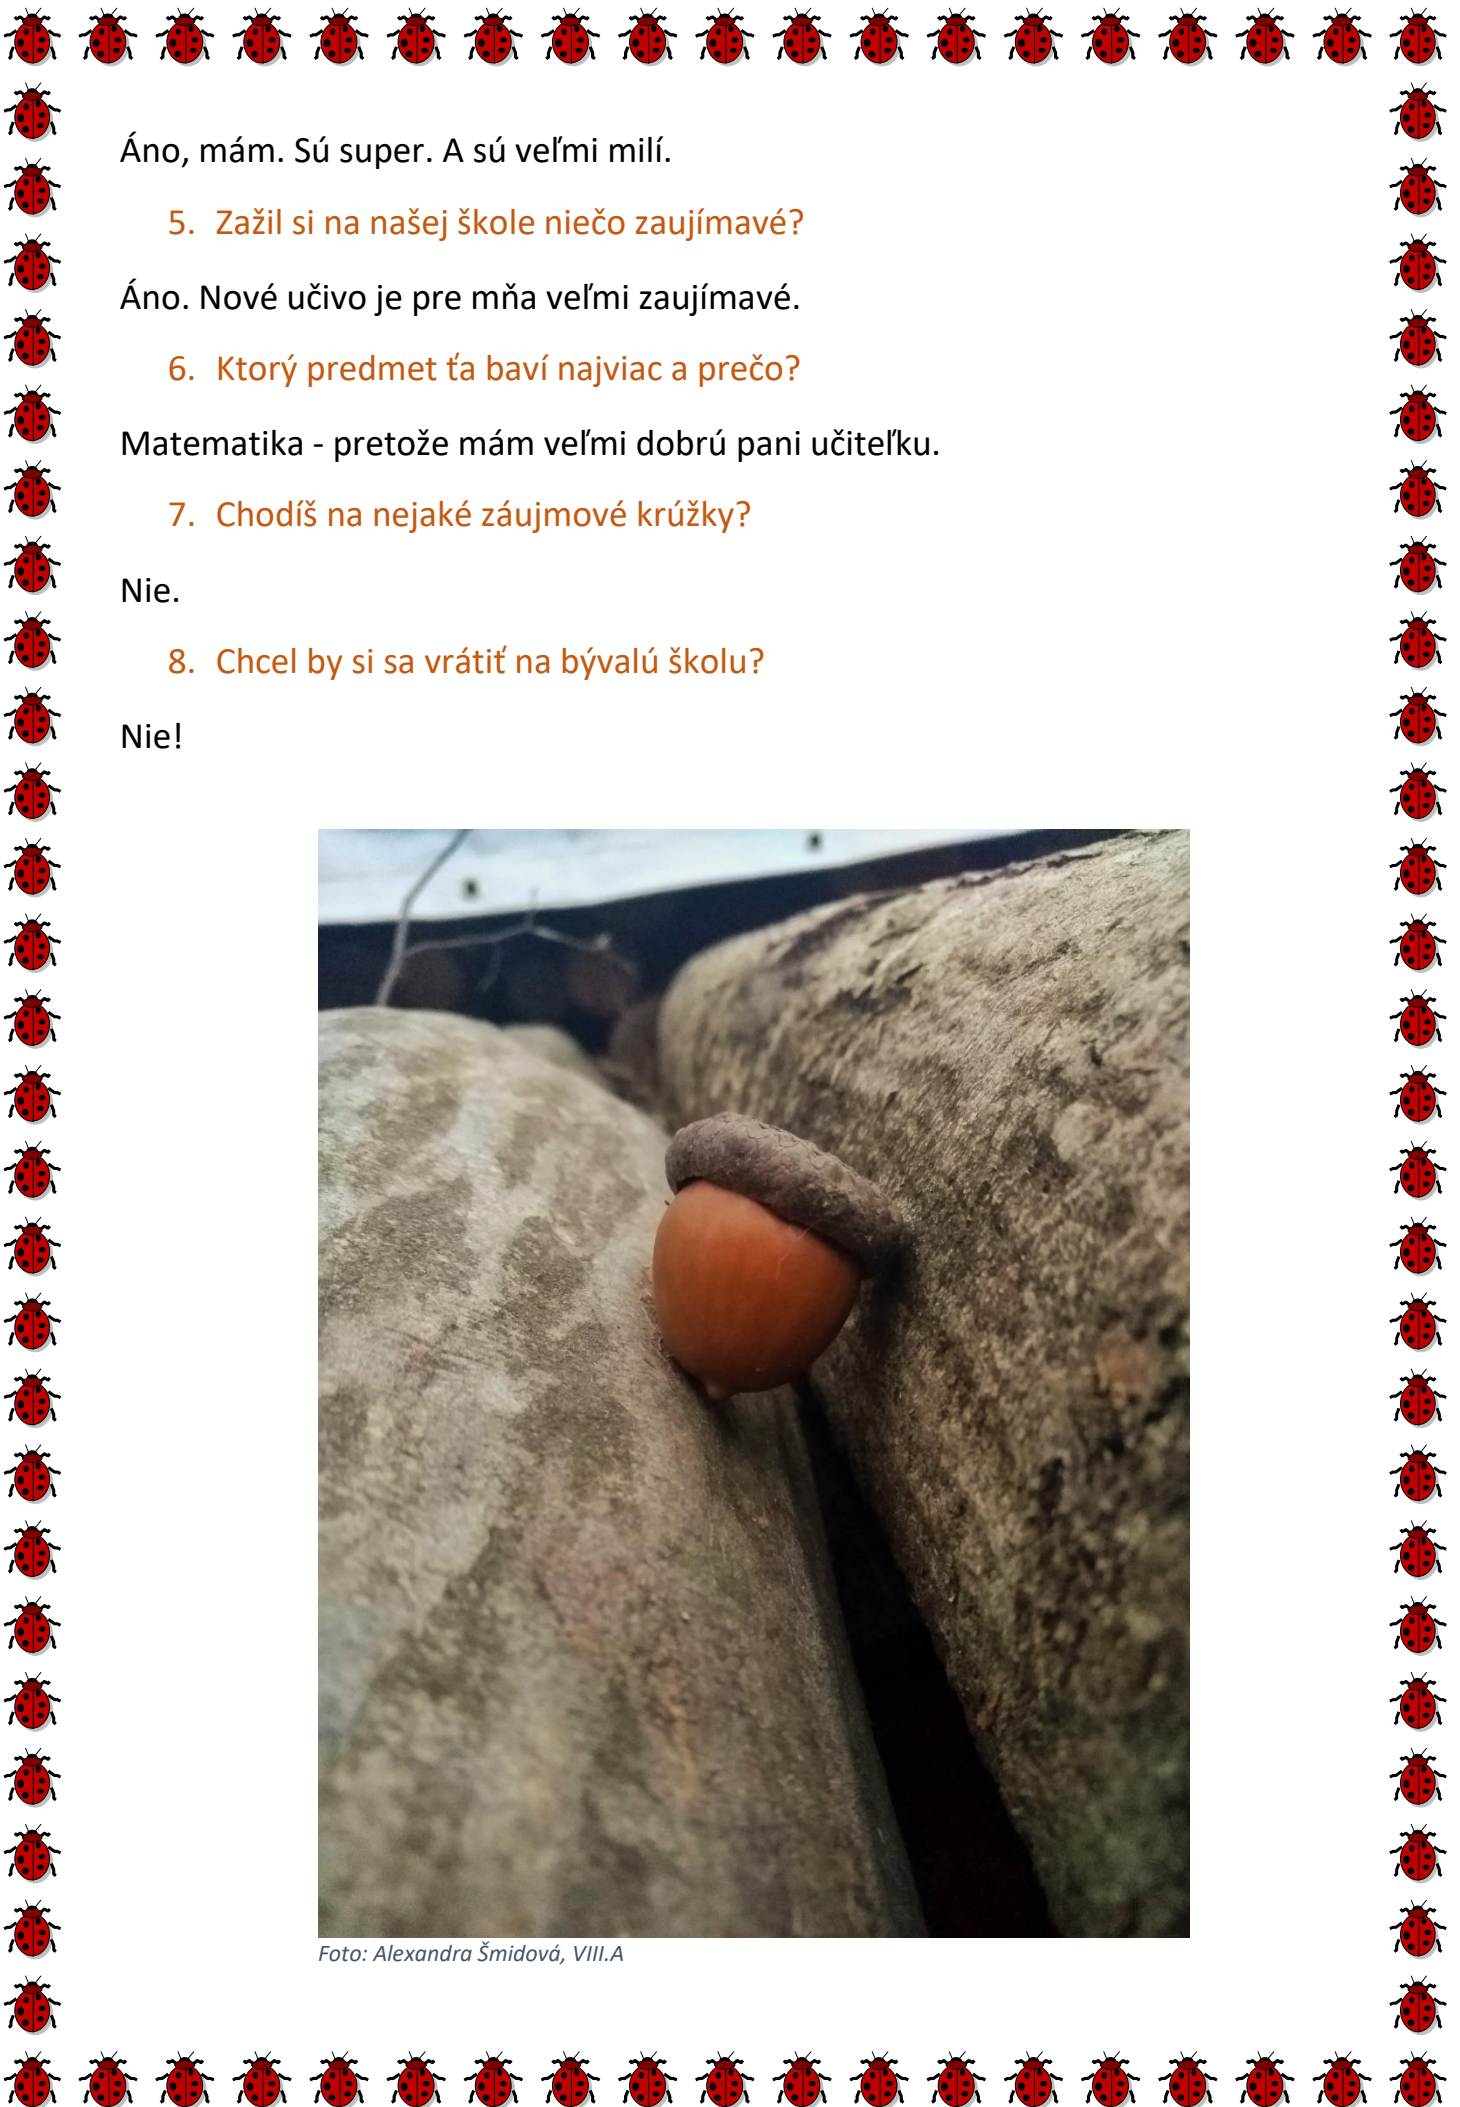 Áno, mám. Sú super. A sú veľmi milí.
5. Zažil si na našej škole niečo zaujímavé?
Áno. Nové učivo je pre mňa veľmi zaujímavé.
6. Ktorý predmet ťa baví najviac a prečo?
Matematika - pretože mám veľmi dobrú pani učiteľku.
7. Chodíš na nejaké záujmové krúžky?
Nie.
8. Chcel by si sa vrátiť na bývalú školu?
Nie!
Foto: Alexandra Šmidová, VIII.A